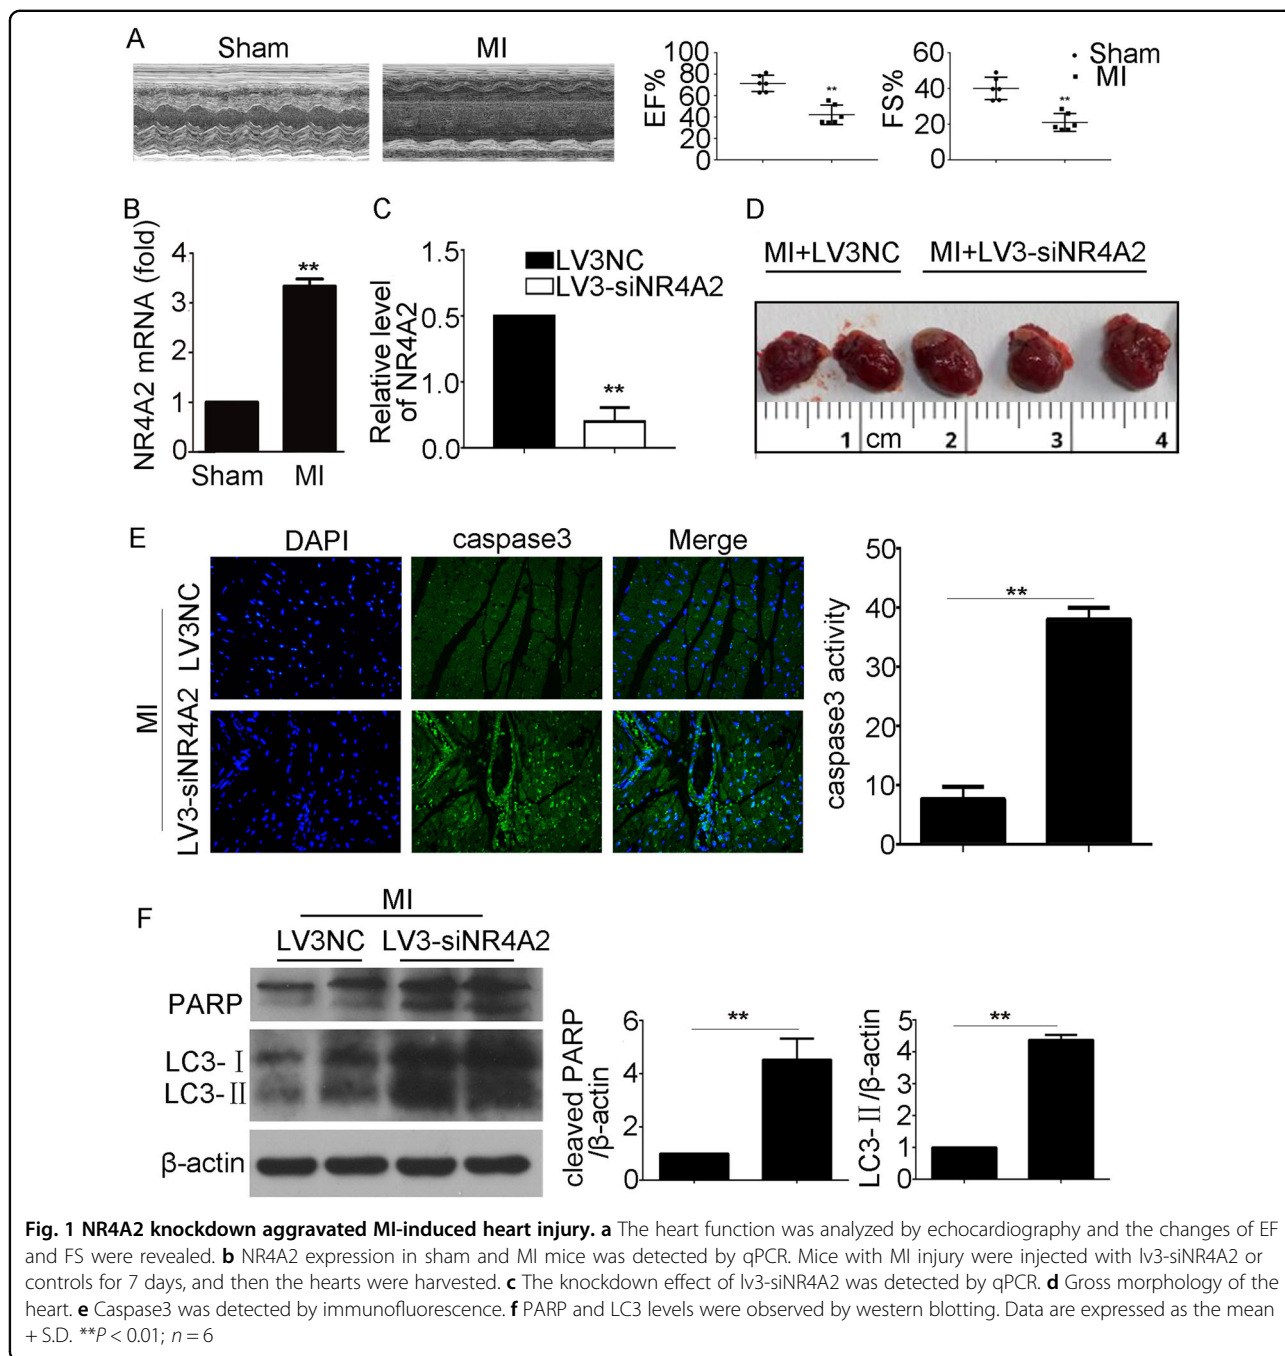 A
Sham
MI
EF%
100
80
60
40
20
0
**
FS%
60
40
20
0
**
Sham
MI
B
NR4A2 mRNA (fold)
4
3
2
1
0
**
Sham
MI
C
Relative level
of NR4A2
1.5
0.5
1.0
0.0
LV3NC
LV3-siNR4A2
**
D
MI+LV3NC
MI+LV3-siNR4A2
1 cm 2 3 4
E
DAPI
caspase3
Merge
MI
LV3NC
LV3-siNR4A2
caspase3 activity
50
40
30
20
10
0
**
F
MI
LV3NC
LV3-siNR4A2
PARP
LC3-Ⅰ
LC3-Ⅱ
β-actin
cleaved PARP
/β-actin
6
4
2
0
**
LC3-Ⅱ/β-actin
5
4
3
2
1
0
**
Fig. 1 NR4A2 knockdown aggravated MI-induced heart injury. a The heart function was analyzed by echocardiography and the changes of EF
and FS were revealed. b NR4A2 expression in sham and MI mice was detected by qPCR. Mice with MI injury were injected with lv3-siNR4A2 or
controls for 7 days, and then the hearts were harvested. c The knockdown effect of lv3-siNR4A2 was detected by qPCR. d Gross morphology of the
heart. e Caspase3 was detected by immunofluorescence. f PARP and LC3 levels were observed by western blotting. Data are expressed as the mean
+ S.D. **P < 0.01; n = 6